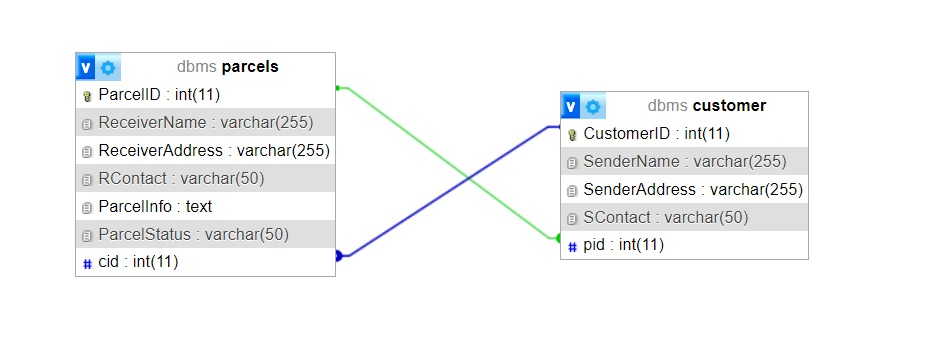 v dbms parcels
ParcelID : int(11)
ReceiverName : varchar(255)
ReceiverAddress : varchar(255)
RContact : varchar(50)
ParcelInfo : text
ParcelStatus : varchar(50)
# cid : int(11)
v dbms customer
CustomerID : int(11)
SenderName : varchar(255)
SenderAddress : varchar(255)
SContact : varchar(50)
# pid : int(11)